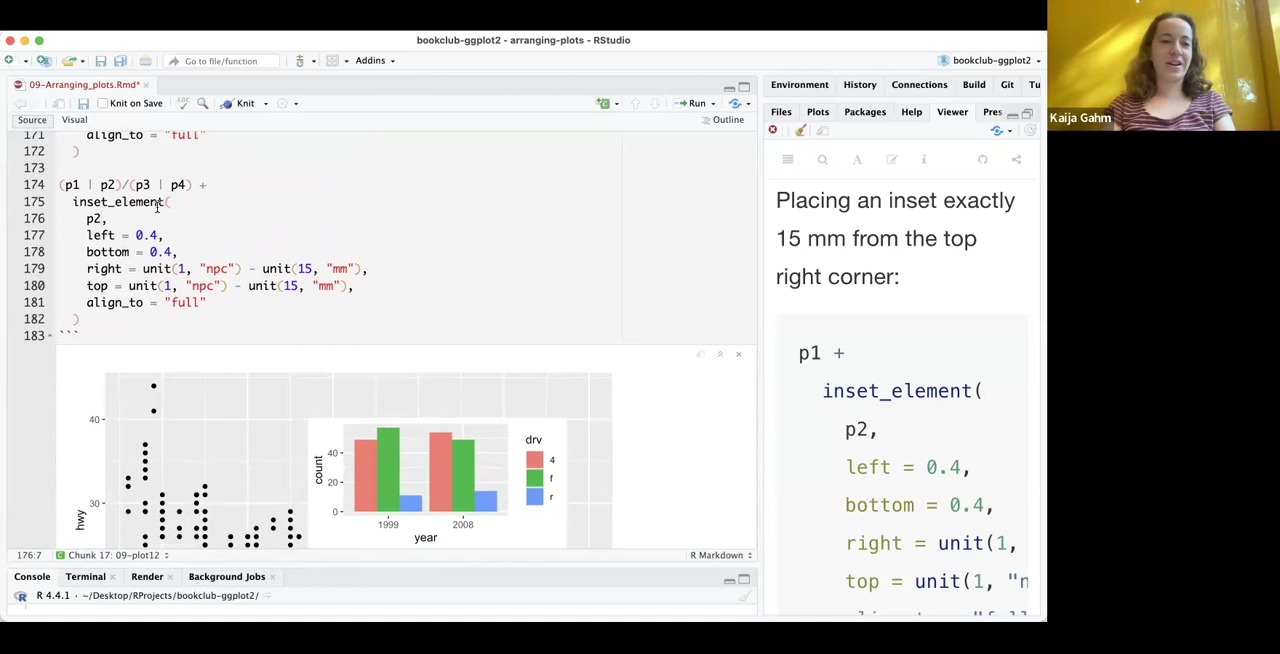 bookclub-ggplot2 - arranging-plots - RStudio
Go to file/function
Addins
bookclub-ggplot2
09-Arranging_plots.Rmd*
Knit on Save
Knit
Run
Source
Visual
Outline
171 align_to = "full"
172 )
173
174 (p1 | p2)/(p3 | p4) +
175 inset_element(
176 p2,
177 left = 0.4,
178 bottom = 0.4,
179 right = unit(1, "npc") - unit(15, "mm"),
180 top = unit(1, "npc") - unit(15, "mm"),
181 align_to = "full"
182 )
183 ```
40
30
hwy
count
40
20
0
1999
2008
year
drv
4
f
r
176:7
Chunk 17: 09-plot12
R Markdown
Console
Terminal
Render
Background Jobs
R 4.4.1 · ~/Desktop/RProjects/bookclub-ggplot2/
Environment
History
Connections
Build
Git
Tu
Files
Plots
Packages
Help
Viewer
Pres
Placing an inset exactly
15 mm from the top
right corner:
p1 +
inset_element(
p2,
left = 0.4,
bottom = 0.4,
right = unit(1,
top = unit(1, "n
Kaija Gahm